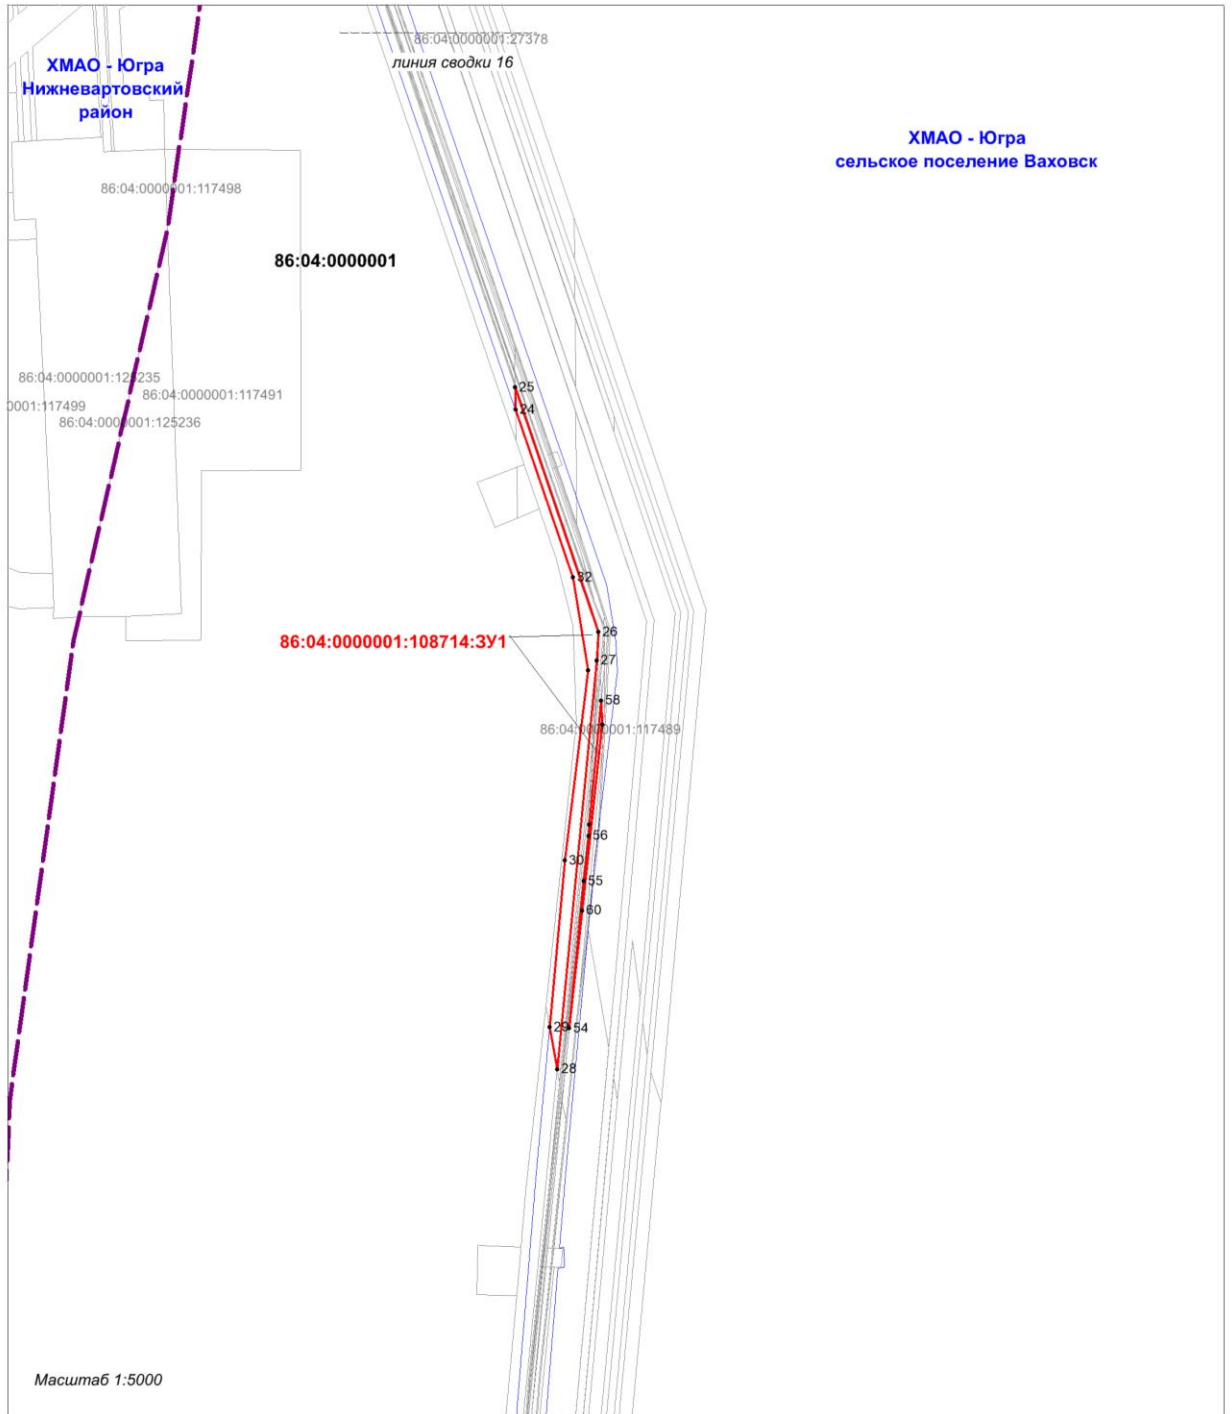 86:04:0000001:27378
линия сводки 16
ХМАО - Югра
Нижневартовский
район
ХМАО - Югра
сельское поселение Ваховск
86:04:0000001:117498
86:04:0000001
86:04:0000001:125235
86:04:0000001:117491
0001:117499
86:04:0000001:125236
25
24
32
26
86:04:0000001:108714:ЗУ1
27
58
86:04:0000001:117489
56
30
55
60
29
54
28
Масштаб 1:5000